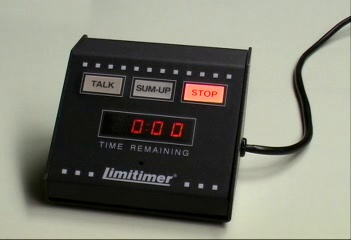 TALK SUM-UP STOP
0:00
TIME REMAINING
Limitimer®